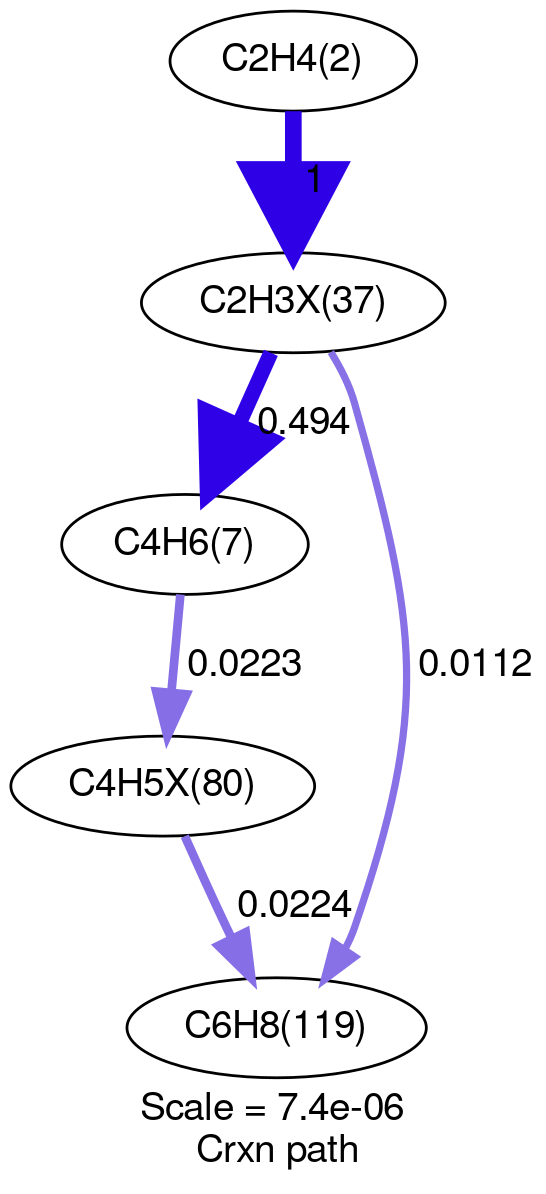 C2H4(2)
1
C2H3X(37)
0.494
C4H6(7)
0.0223
0.0112
C4H5X(80)
0.0224
C6H8(119)
Scale = 7.4e-06
Crxn path